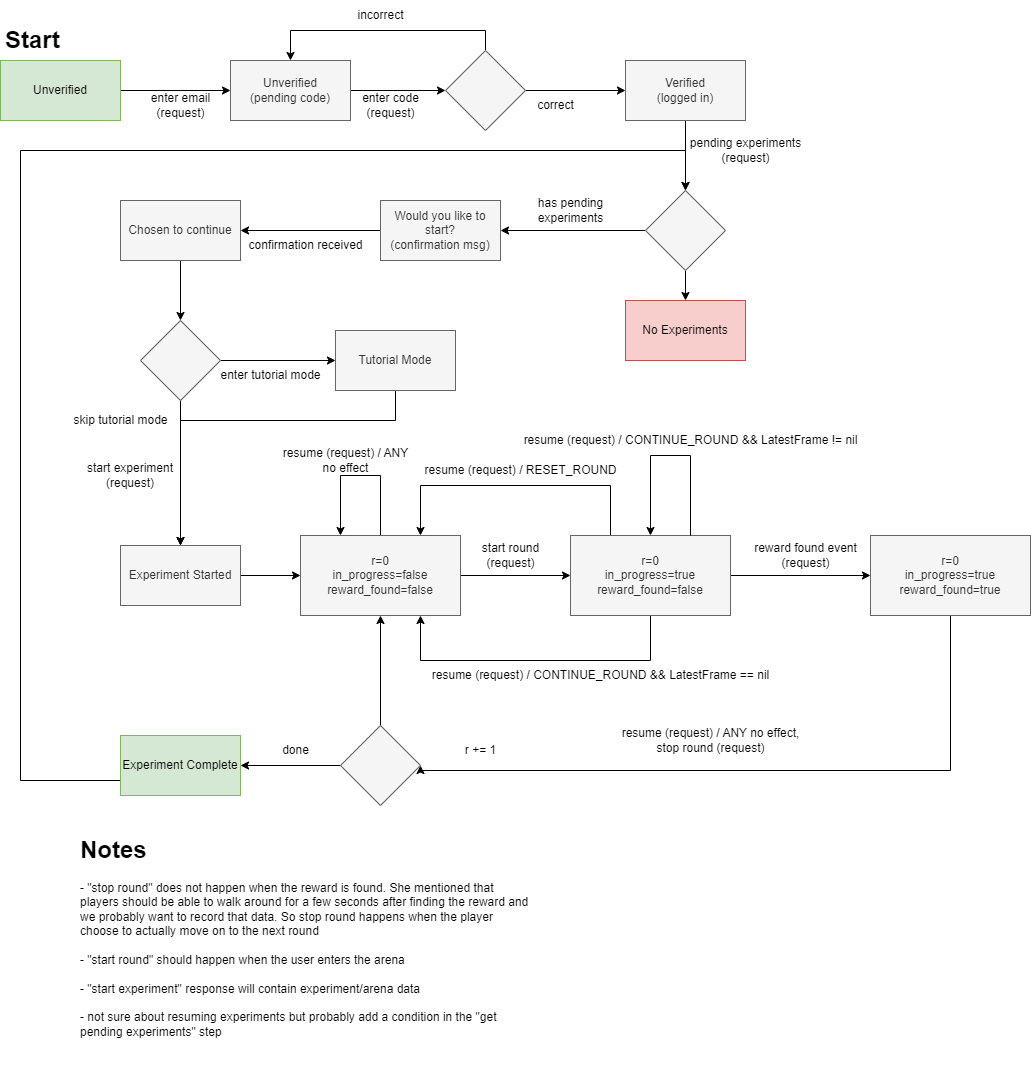 incorrect
Start
Unverified
enter email
(request)
Unverified
(pending code)
enter code
(request)
correct
Verified
(logged in)
pending experiments
(request)
has pending
experiments
Would you like to
start?
(confirmation msg)
confirmation received
Chosen to continue
No Experiments
enter tutorial mode
Tutorial Mode
skip tutorial mode
start experiment
(request)
resume (request) / ANY
no effect
resume (request) / RESET_ROUND
resume (request) / CONTINUE_ROUND && LatestFrame != nil
Experiment Started
r=0
in_progress=false
reward_found=false
start round
(request)
r=0
in_progress=true
reward_found=false
reward found event
(request)
r=0
in_progress=true
reward_found=true
resume (request) / CONTINUE_ROUND && LatestFrame == nil
resume (request) / ANY no effect,
stop round (request)
r += 1
done
Experiment Complete
Notes
- "stop round" does not happen when the reward is found. She mentioned that
players should be able to walk around for a few seconds after finding the reward and
we probably want to record that data. So stop round happens when the player
choose to actually move on to the next round
- "start round" should happen when the user enters the arena
- "start experiment" response will contain experiment/arena data
- not sure about resuming experiments but probably add a condition in the "get
pending experiments" step